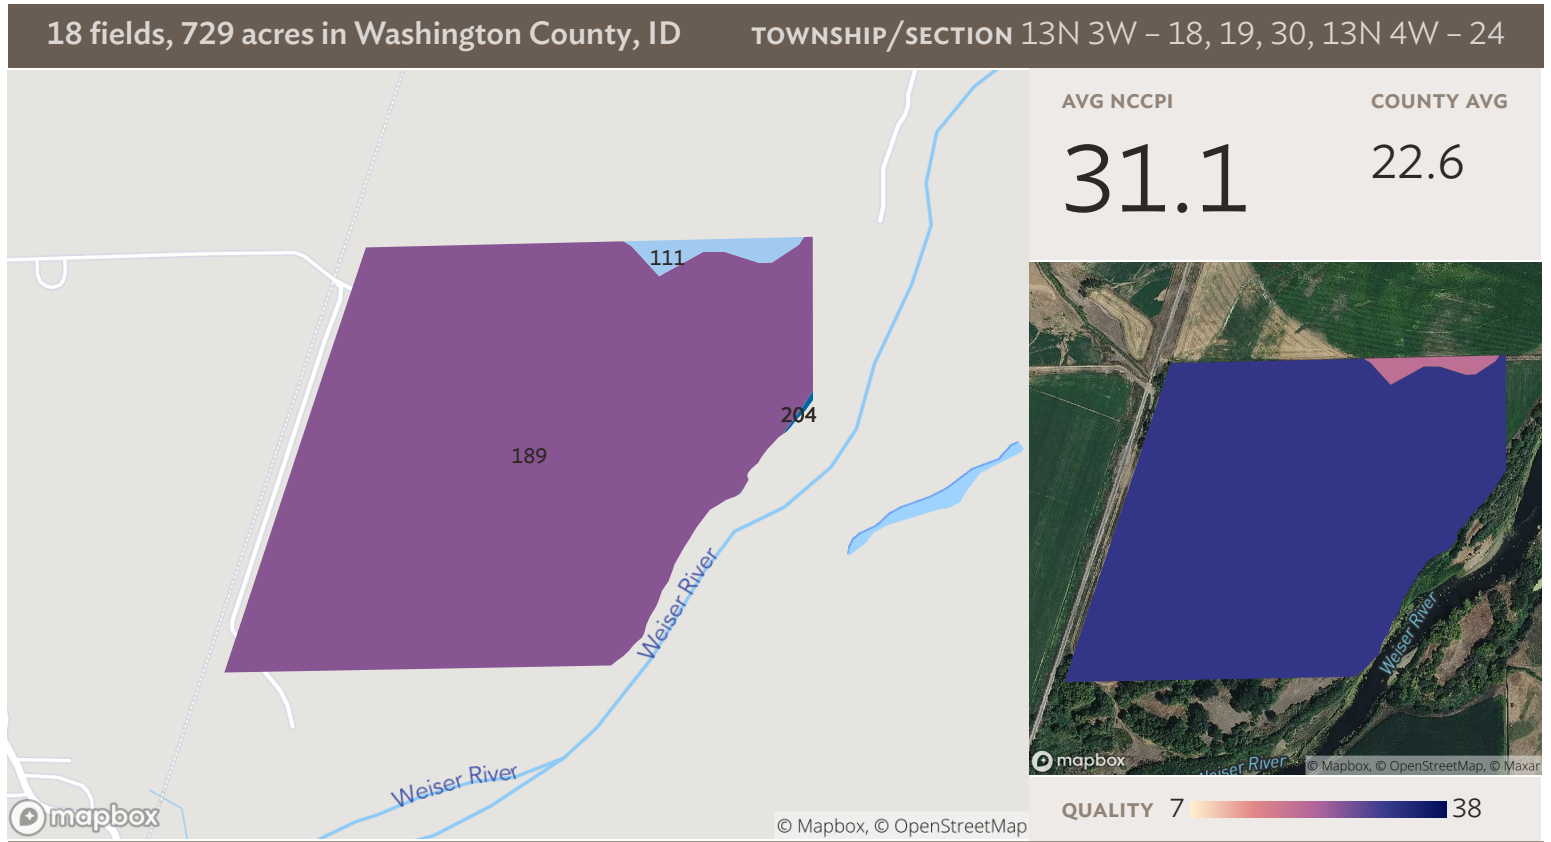 18 fields, 729 acres in Washington County, ID
TOWNSHIP/SECTION 13N 3W – 18, 19, 30, 13N 4W – 24
AVG NCCPI
COUNTY AVG
31.1
22.6
111
204
189
Weiser River
Weiser River
mapbox
© Mapbox, © OpenStreetMap
Weiser River
Weiser River
mapbox
© Mapbox, © OpenStreetMap, © Maxar
QUALITY 7 38